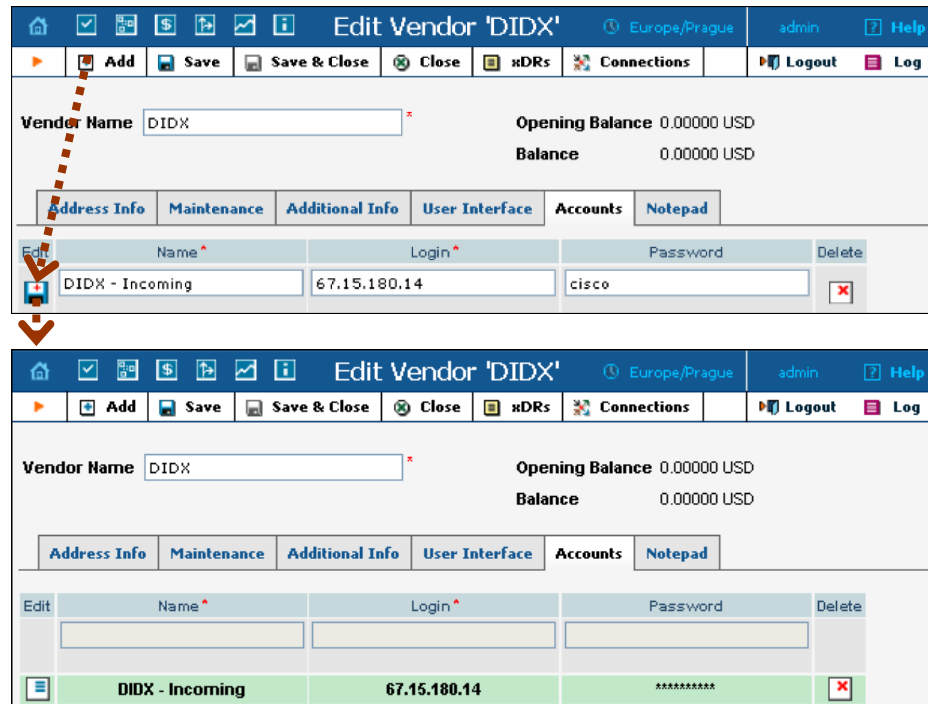 Edit Vendor 'DIDX' Europe/Prague admin ? Help
Add Save Save & Close Close xDRs Connections Logout Log
Vendor Name DIDX * Opening Balance 0.00000 USD
Balance 0.00000 USD
Address Info Maintenance Additional Info User Interface Accounts Notepad
Edit Name * Login * Password Delete
DIDX - Incoming 67.15.180.14 cisco
Edit Vendor 'DIDX' Europe/Prague admin ? Help
Add Save Save & Close Close xDRs Connections Logout Log
Vendor Name DIDX * Opening Balance 0.00000 USD
Balance 0.00000 USD
Address Info Maintenance Additional Info User Interface Accounts Notepad
Edit Name * Login * Password Delete
DIDX - Incoming 67.15.180.14 **********